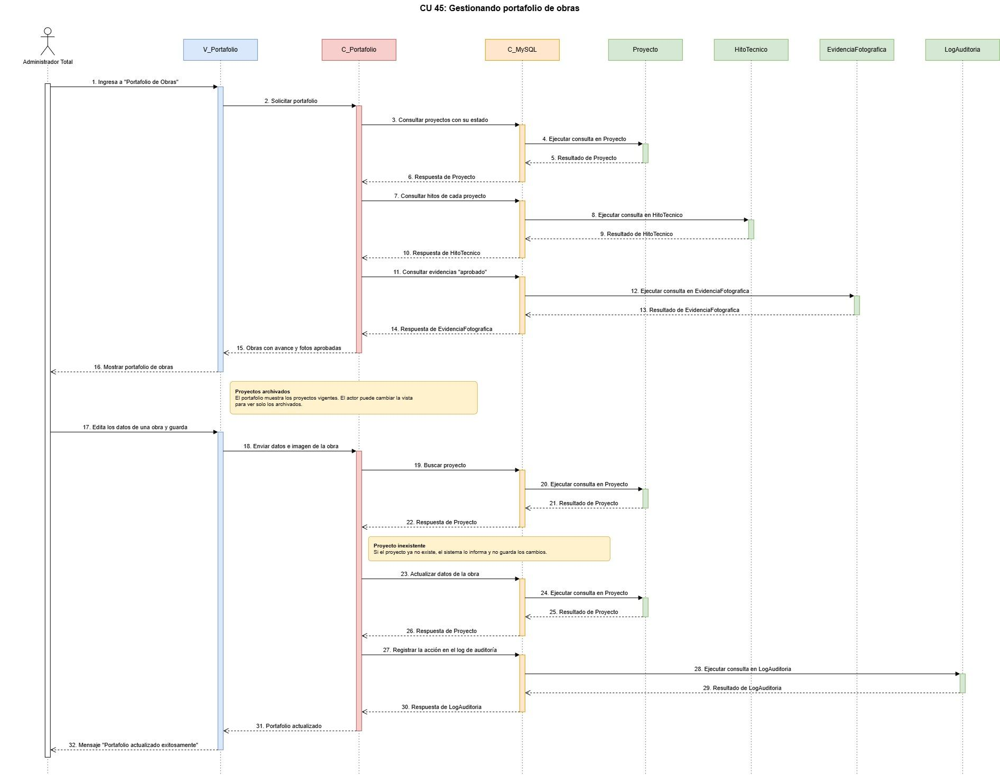 CU 45: Gestionando portafolio de obras
Administrador Total
V_Portafolio
C_Portafolio
C_MySQL
Proyecto
HitoTecnico
EvidenciaFotografica
LogAuditoria
1. Ingresa a "Portafolio de Obras"
2. Solicitar portafolio
3. Consultar proyectos con su estado
4. Ejecutar consulta en Proyecto
5. Resultado de Proyecto
6. Respuesta de Proyecto
7. Consultar hitos de cada proyecto
8. Ejecutar consulta en HitoTecnico
9. Resultado de HitoTecnico
10. Respuesta de HitoTecnico
11. Consultar evidencias "aprobado"
12. Ejecutar consulta en EvidenciaFotografica
13. Resultado de EvidenciaFotografica
14. Respuesta de EvidenciaFotografica
15. Obras con avance y fotos aprobadas
16. Mostrar portafolio de obras
Proyectos archivados
El portafolio muestra los proyectos vigentes. El actor puede cambiar la vista
para ver solo los archivados.
17. Edita los datos de una obra y guarda
18. Enviar datos e imagen de la obra
19. Buscar proyecto
20. Ejecutar consulta en Proyecto
21. Resultado de Proyecto
22. Respuesta de Proyecto
Proyecto inexistente
Si el proyecto ya no existe, el sistema lo informa y no guarda los cambios.
23. Actualizar datos de la obra
24. Ejecutar consulta en Proyecto
25. Resultado de Proyecto
26. Respuesta de Proyecto
27. Registrar la acción en el log de auditoría
28. Ejecutar consulta en LogAuditoria
29. Resultado de LogAuditoria
30. Respuesta de LogAuditoria
31. Portafolio actualizado
32. Mensaje "Portafolio actualizado exitosamente"